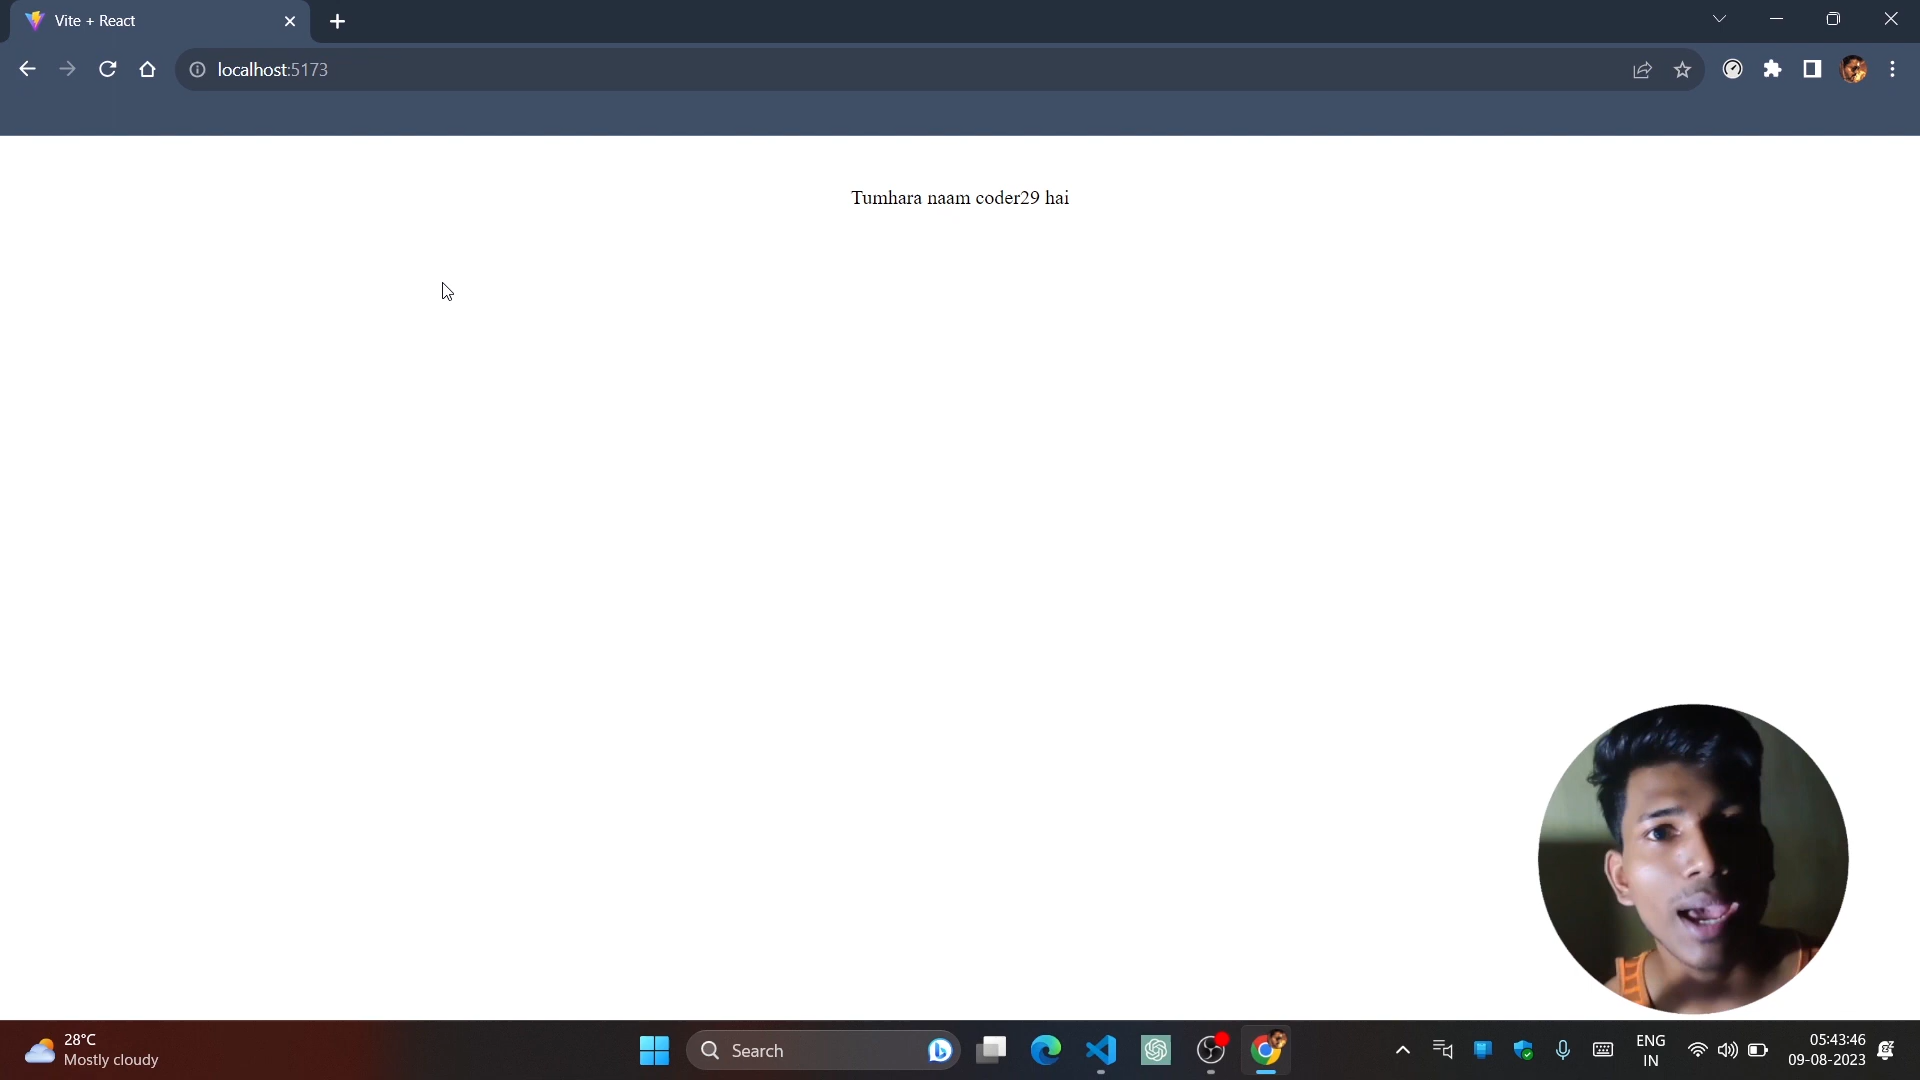 Vite + React
localhost:5173
Tumhara naam coder29 hai
28°C
Mostly cloudy
Search
ENG
IN
05:43:46
09-08-2023